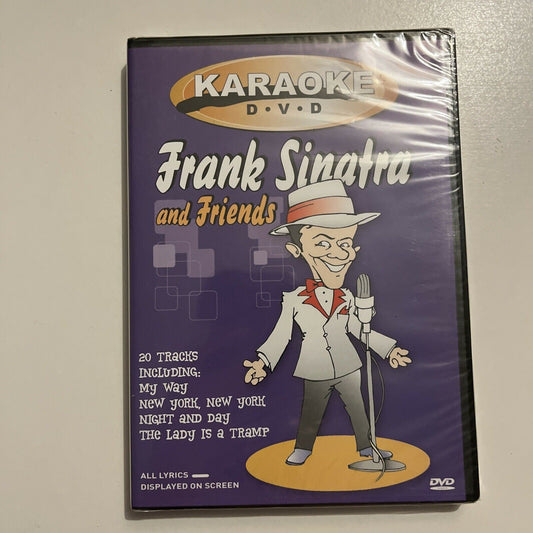 KARAOKE
D•V•D
Frank Sinatra
and Friends
20 TRACKS
INCLUDING:
MY WAY
NEW YORK, NEW YORK
NIGHT AND DAY
THE LADY IS A TRAMP
ALL LYRICS
DISPLAYED ON SCREEN
DVD